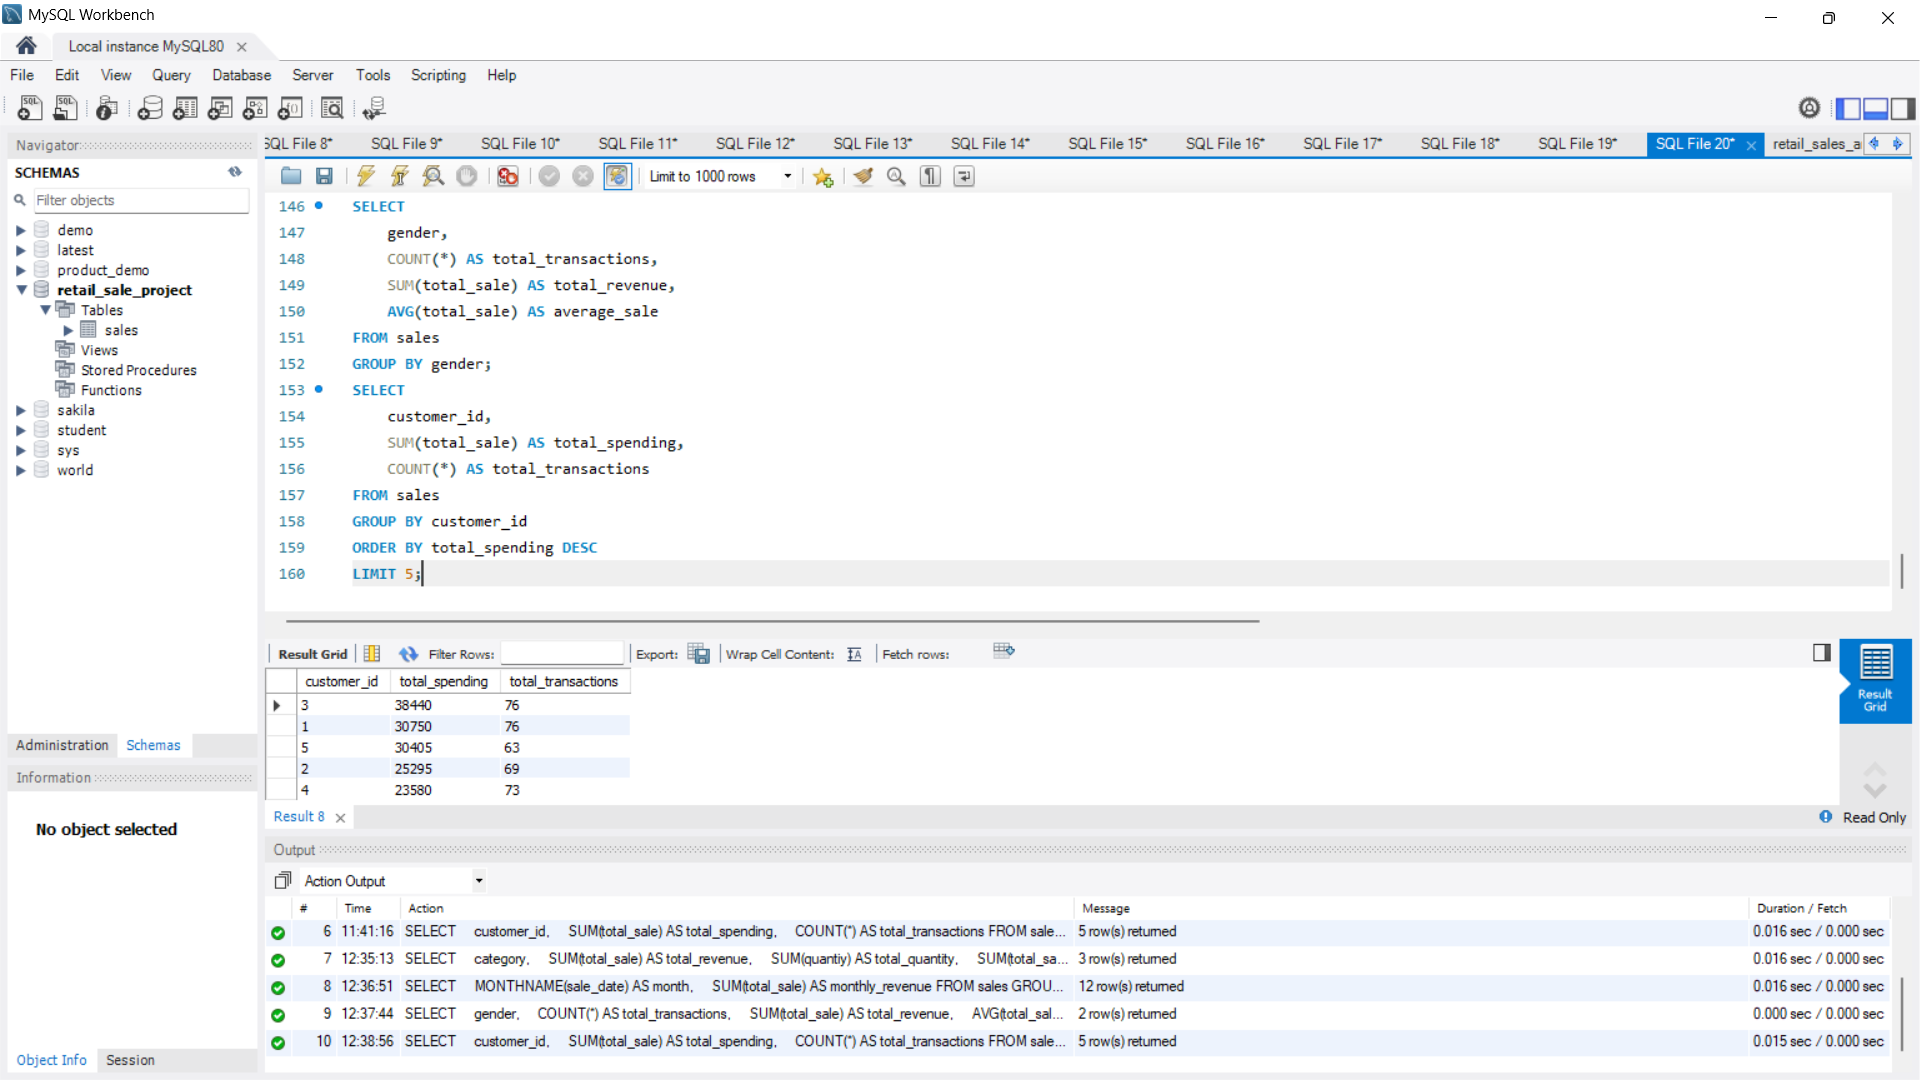 MySQL Workbench
Local instance MySQL80
File Edit View Query Database Server Tools Scripting Help
Navigator
SCHEMAS
Filter objects
demo
latest
product_demo
retail_sale_project
Tables
sales
Views
Stored Procedures
Functions
sakila
student
sys
world
Administration Schemas
Information
No object selected
Object Info Session
SQL File 8* SQL File 9* SQL File 10* SQL File 11* SQL File 12* SQL File 13* SQL File 14* SQL File 15* SQL File 16* SQL File 17* SQL File 18* SQL File 19* SQL File 20* retail_sales_a
Limit to 1000 rows
146 SELECT
147 gender,
148 COUNT(*) AS total_transactions,
149 SUM(total_sale) AS total_revenue,
150 AVG(total_sale) AS average_sale
151 FROM sales
152 GROUP BY gender;
153 SELECT
154 customer_id,
155 SUM(total_sale) AS total_spending,
156 COUNT(*) AS total_transactions
157 FROM sales
158 GROUP BY customer_id
159 ORDER BY total_spending DESC
160 LIMIT 5;
Result Grid Filter Rows: Export: Wrap Cell Content: Fetch rows:
customer_id total_spending total_transactions
3 38440 76
1 30750 76
5 30405 63
2 25295 69
4 23580 73
Result
Grid
Result 8 Read Only
Output
Action Output
# Time Action Message Duration / Fetch
6 11:41:16 SELECT customer_id, SUM(total_sale) AS total_spending, COUNT(*) AS total_transactions FROM sale... 5 row(s) returned 0.016 sec / 0.000 sec
7 12:35:13 SELECT category, SUM(total_sale) AS total_revenue, SUM(quantiy) AS total_quantity, SUM(total_sa... 3 row(s) returned 0.016 sec / 0.000 sec
8 12:36:51 SELECT MONTHNAME(sale_date) AS month, SUM(total_sale) AS monthly_revenue FROM sales GROU... 12 row(s) returned 0.016 sec / 0.000 sec
9 12:37:44 SELECT gender, COUNT(*) AS total_transactions, SUM(total_sale) AS total_revenue, AVG(total_sal... 2 row(s) returned 0.000 sec / 0.000 sec
10 12:38:56 SELECT customer_id, SUM(total_sale) AS total_spending, COUNT(*) AS total_transactions FROM sale... 5 row(s) returned 0.015 sec / 0.000 sec